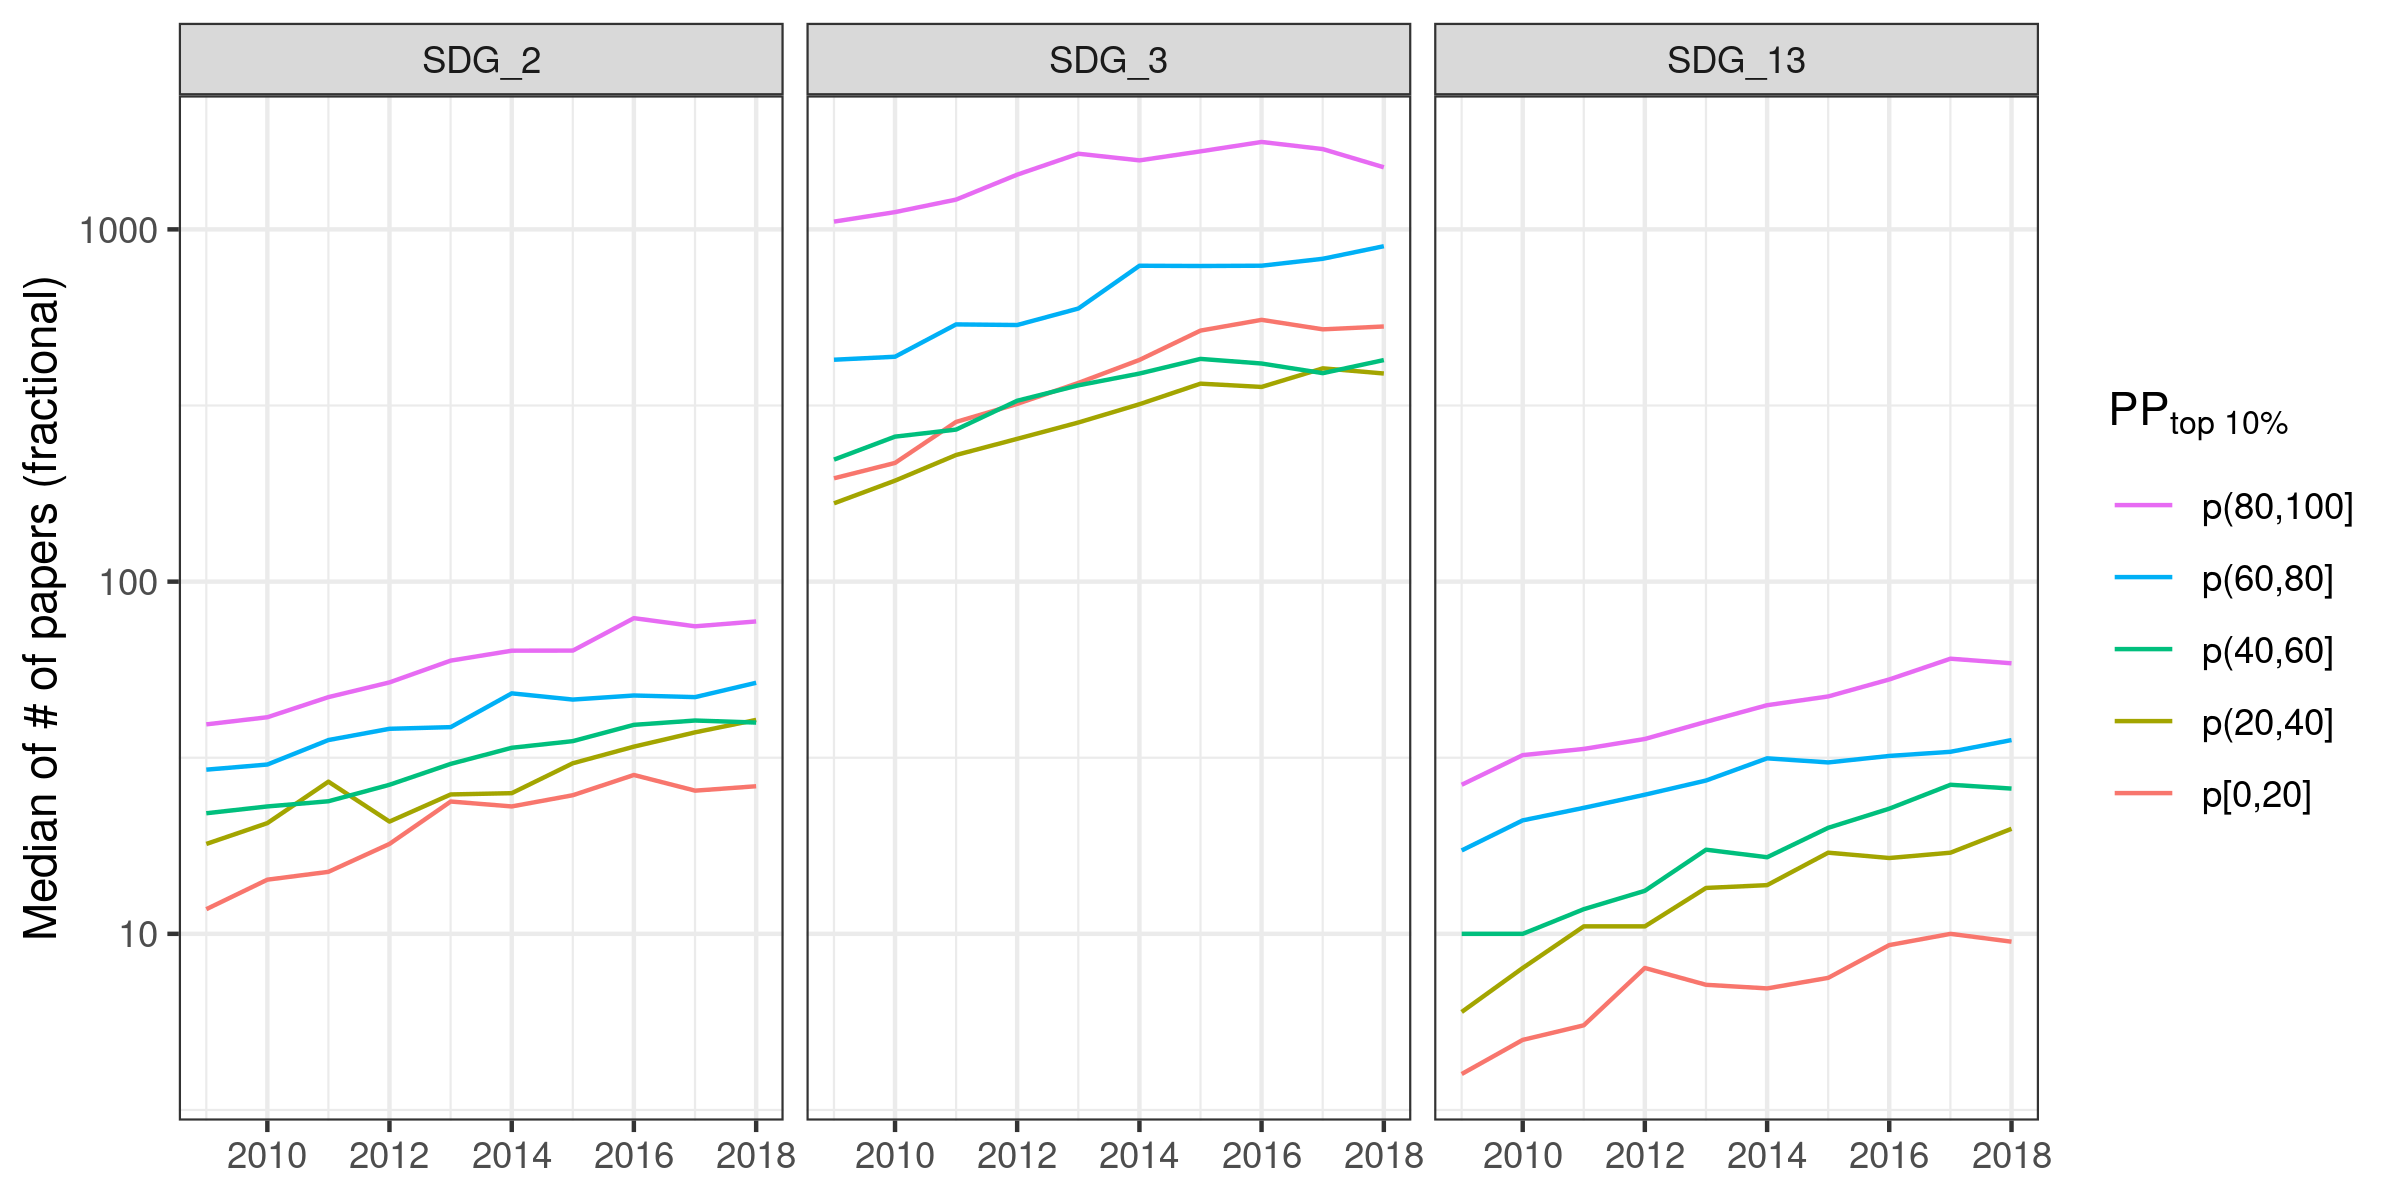 SDG_2
SDG_3
SDG_13
Median of # of papers (fractional)
1000
100
10
2010 2012 2014 2016 2018
2010 2012 2014 2016 2018
2010 2012 2014 2016 2018
PPtop 10%
p(80,100]
p(60,80]
p(40,60]
p(20,40]
p[0,20]